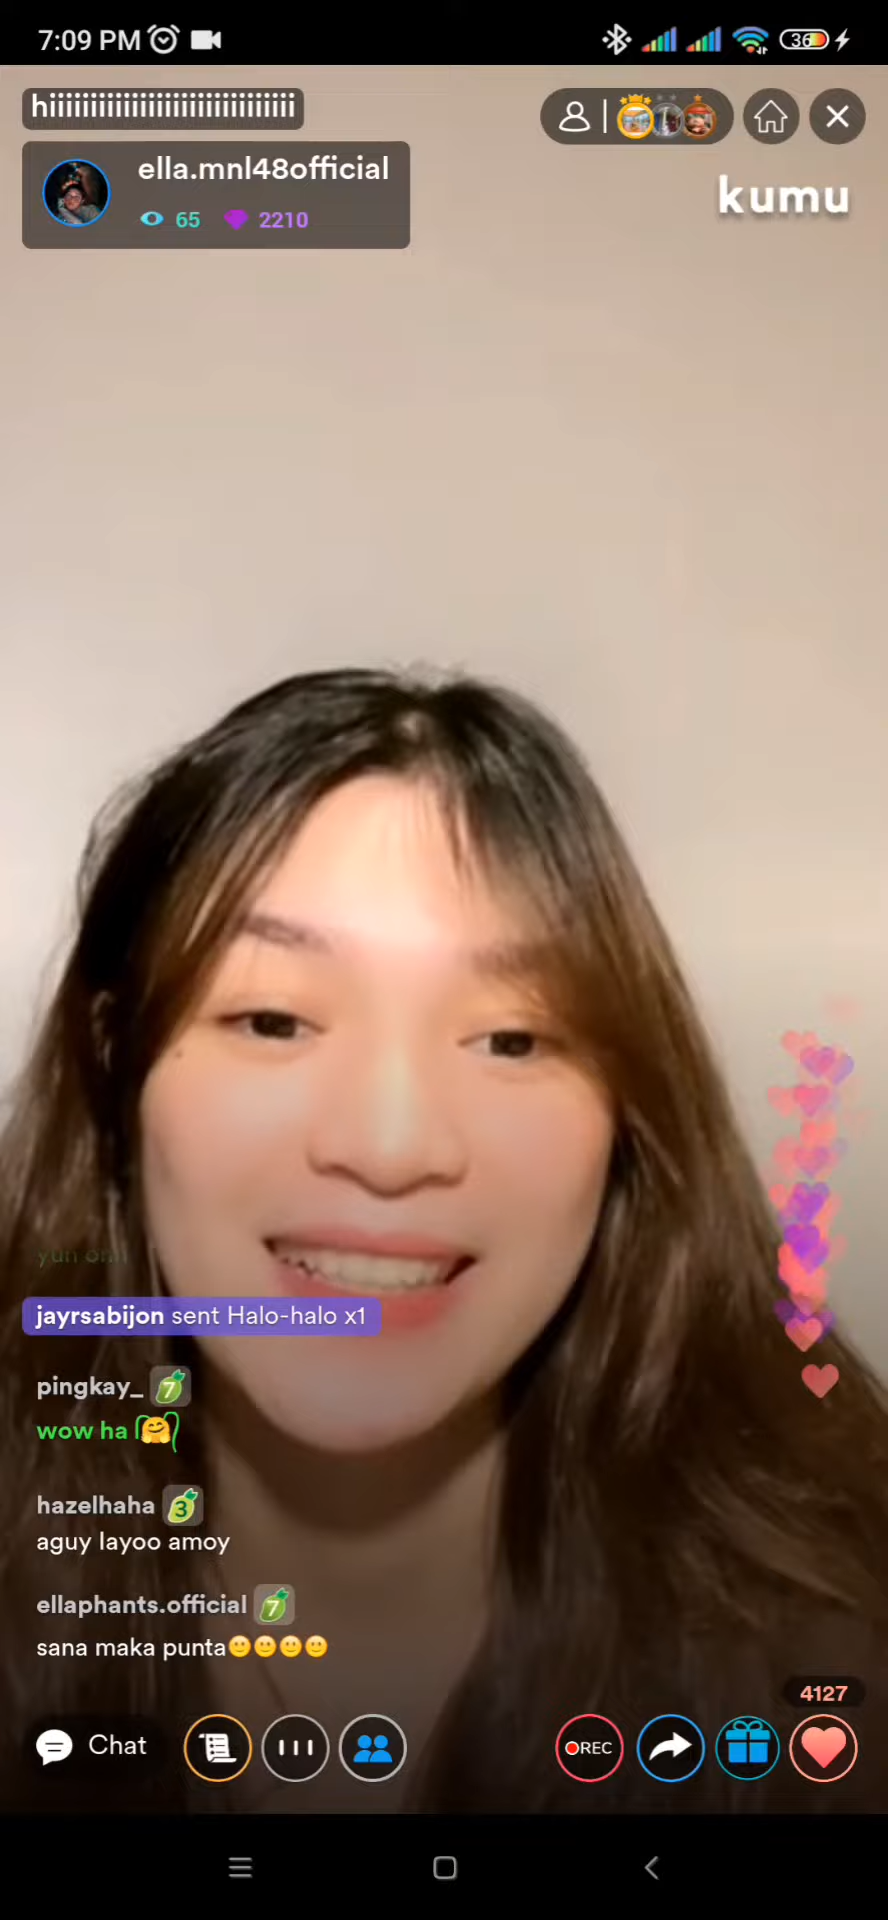 7:09 PM
36
hiiiiiiiiiiiiiiiiiiiiiiiiiiiiii
ella.mnl48official
65 2210
kumu
jayrsabijon sent Halo-halo x1
pingkay_ 7
wow ha
hazelhaha 3
aguy layoo amoy
ellaphants.official 7
sana maka punta
4127
Chat
REC